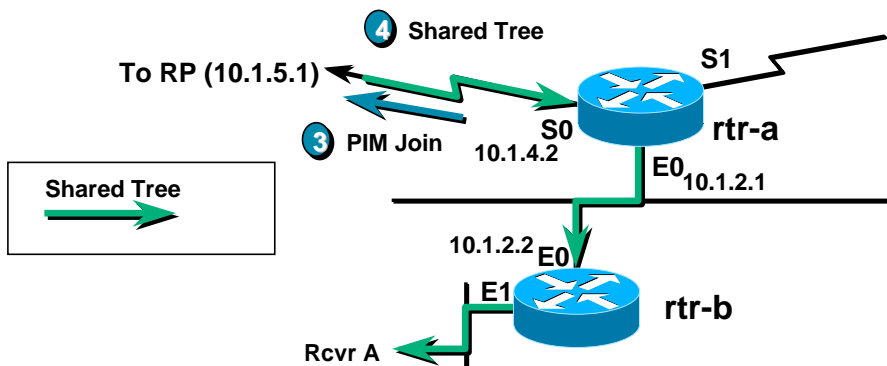 4 Shared Tree
S1
To RP (10.1.5.1)
S0
rtr-a
3 PIM Join
10.1.4.2
E0
10.1.2.1
Shared Tree
10.1.2.2
E0
E1
rtr-b
Rcvr A